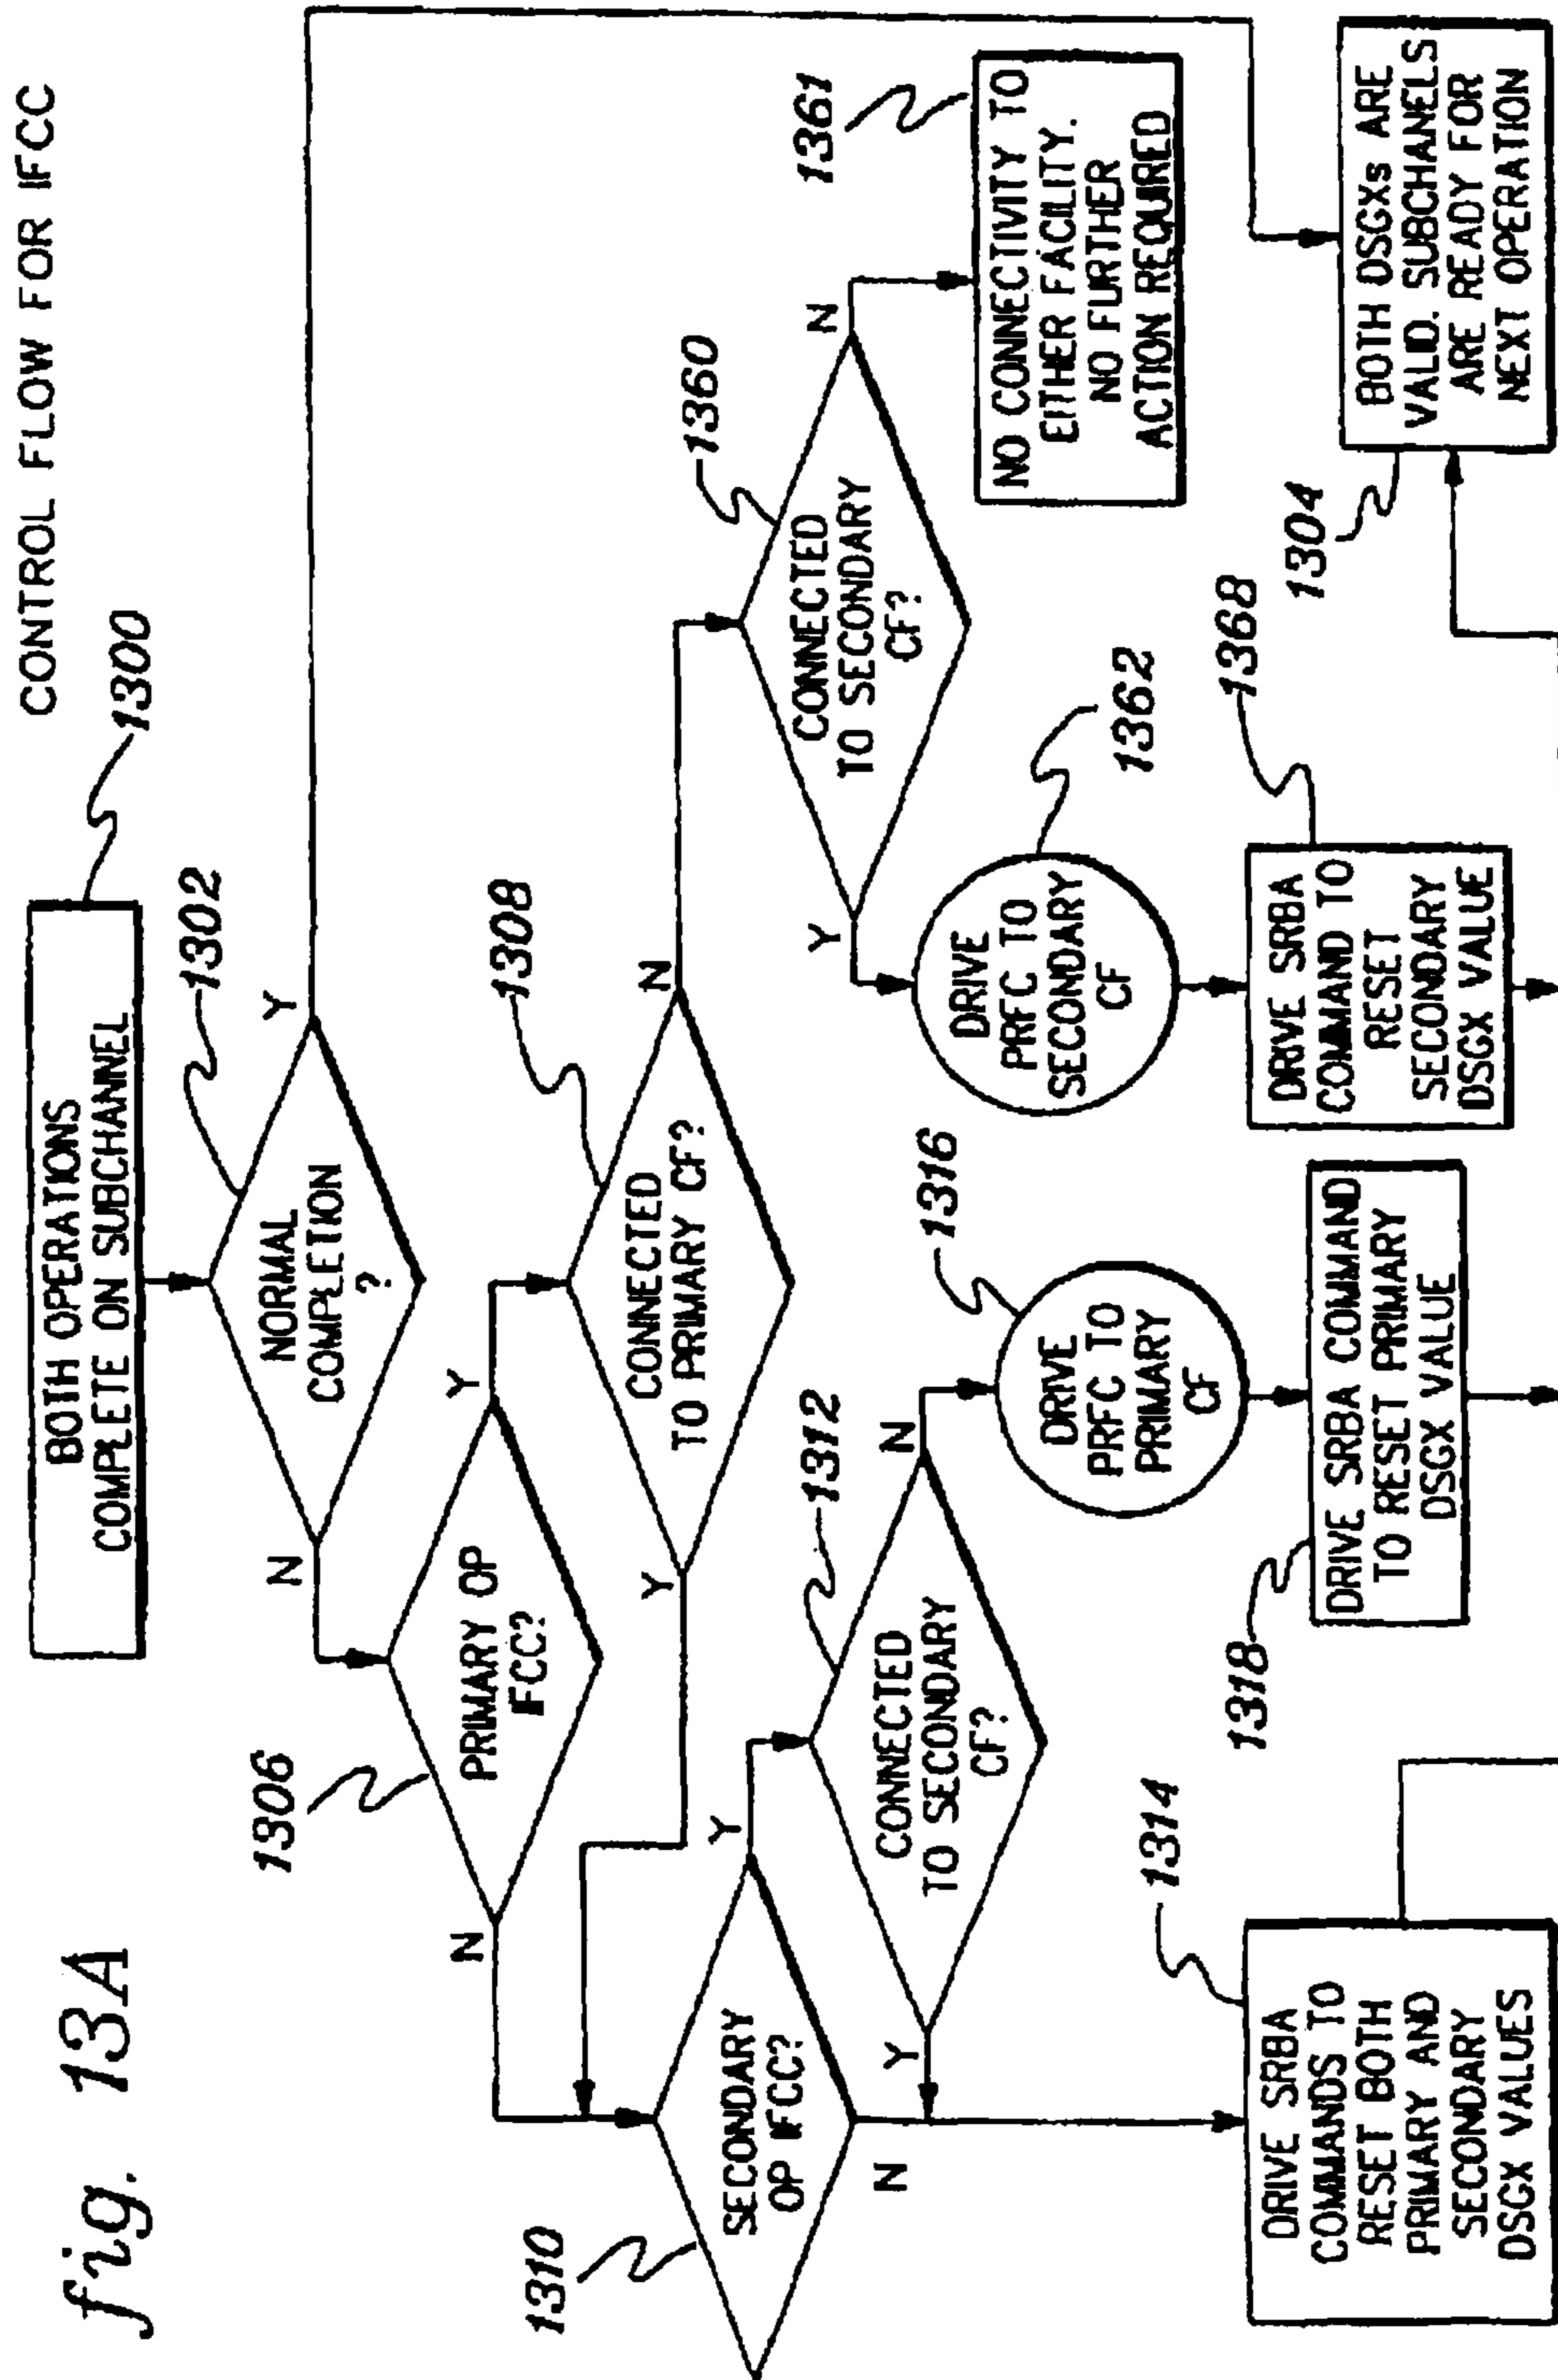 fig. 13A
CONTROL FLOW FOR IFCC
BOTH OPERATIONS
COMPLETE ON SUBCHANNEL
1300
NORMAL
COMPLETION
?
1302
N
Y
PRIMARY OP
IFCC?
1306
N
Y
CONNECTED
TO PRIMARY CF?
1308
Y
N
SECONDARY
OP IFCC?
1310
Y
N
CONNECTED
TO SECONDARY
CF?
1312
Y
N
CONNECTED
TO SECONDARY
CF?
1360
Y
N
NO CONNECTIVITY TO
EITHER FACILITY.
NO FURTHER
ACTION REQUIRED
1361
DRIVE
PRFC TO
PRIMARY
CF
1316
DRIVE
PRFC TO
SECONDARY
CF
1362
DRIVE SRBA
COMMANDS TO
RESET BOTH
PRIMARY AND
SECONDARY
DSGX VALUES
1314
DRIVE SRBA COMMAND
TO RESET PRIMARY
DSGX VALUE
1318
DRIVE SRBA
COMMAND TO
RESET
SECONDARY
DSGX VALUE
1368
BOTH DSGXs ARE
VALID. SUBCHANELS
ARE READY FOR
NEXT OPERATION
1304